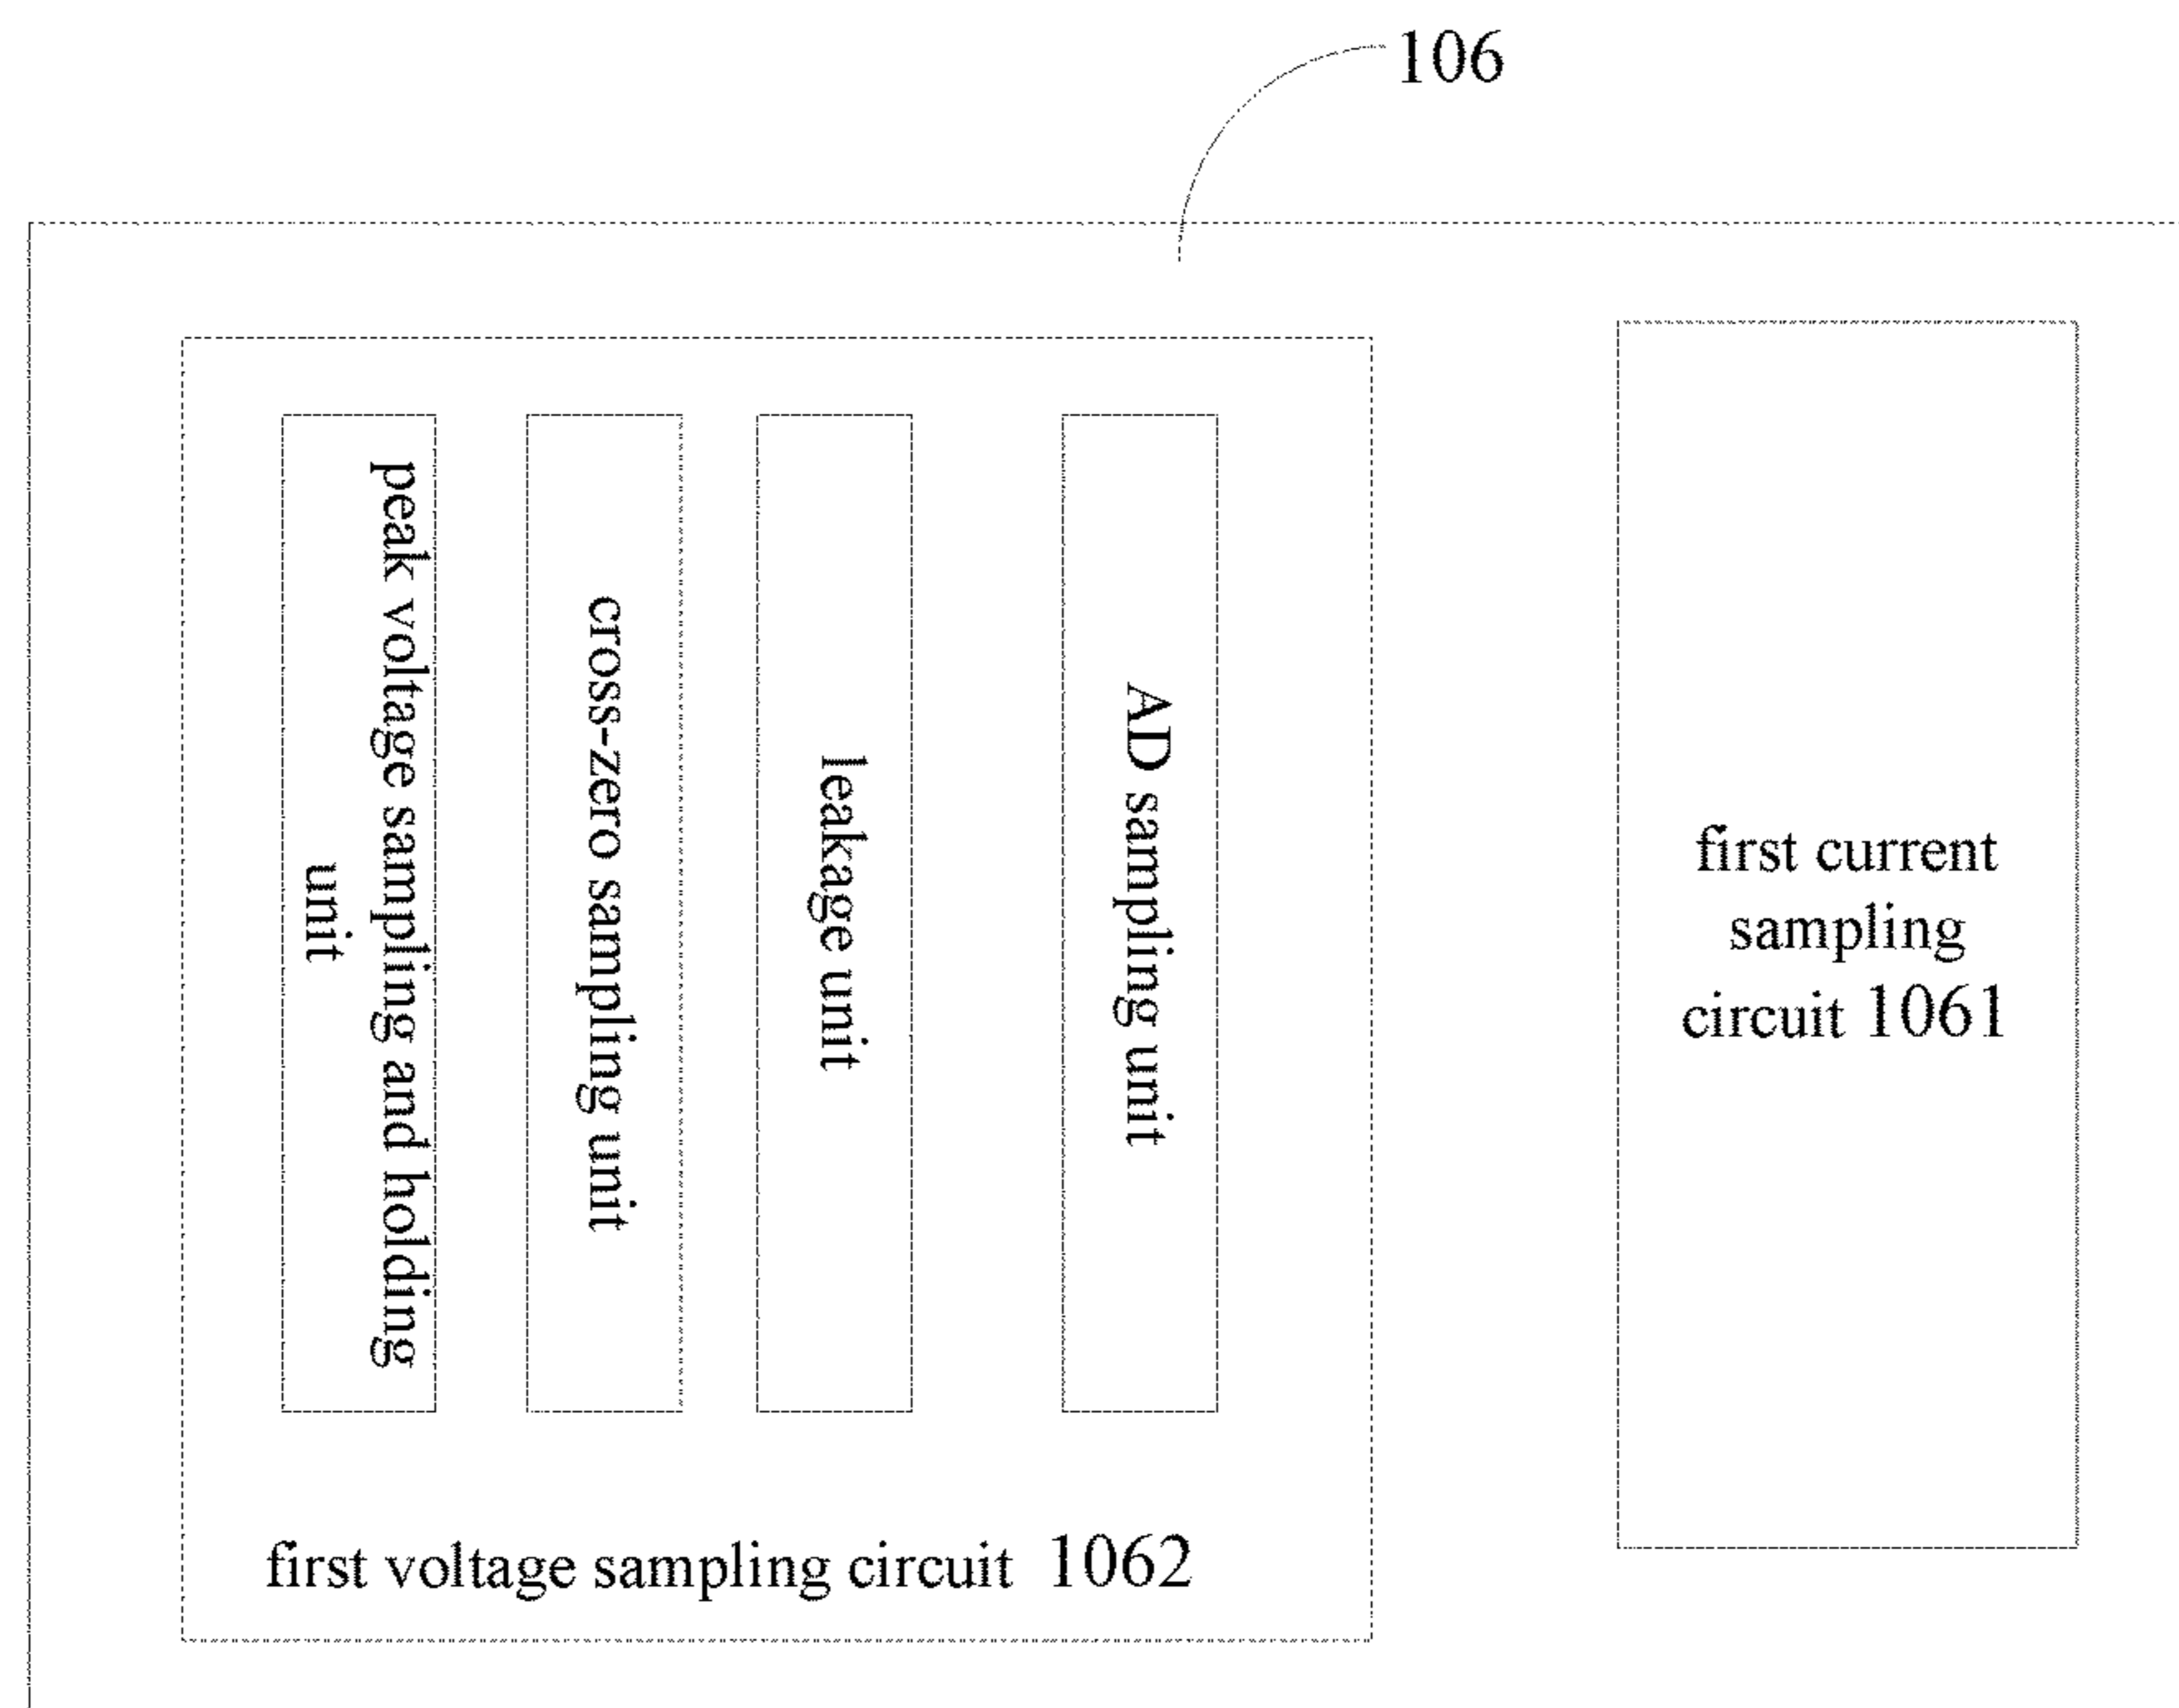 106
peak voltage sampling and holding
unit
cross-zero sampling unit
leakage unit
AD sampling unit
first current
sampling
circuit 1061
first voltage sampling circuit 1062